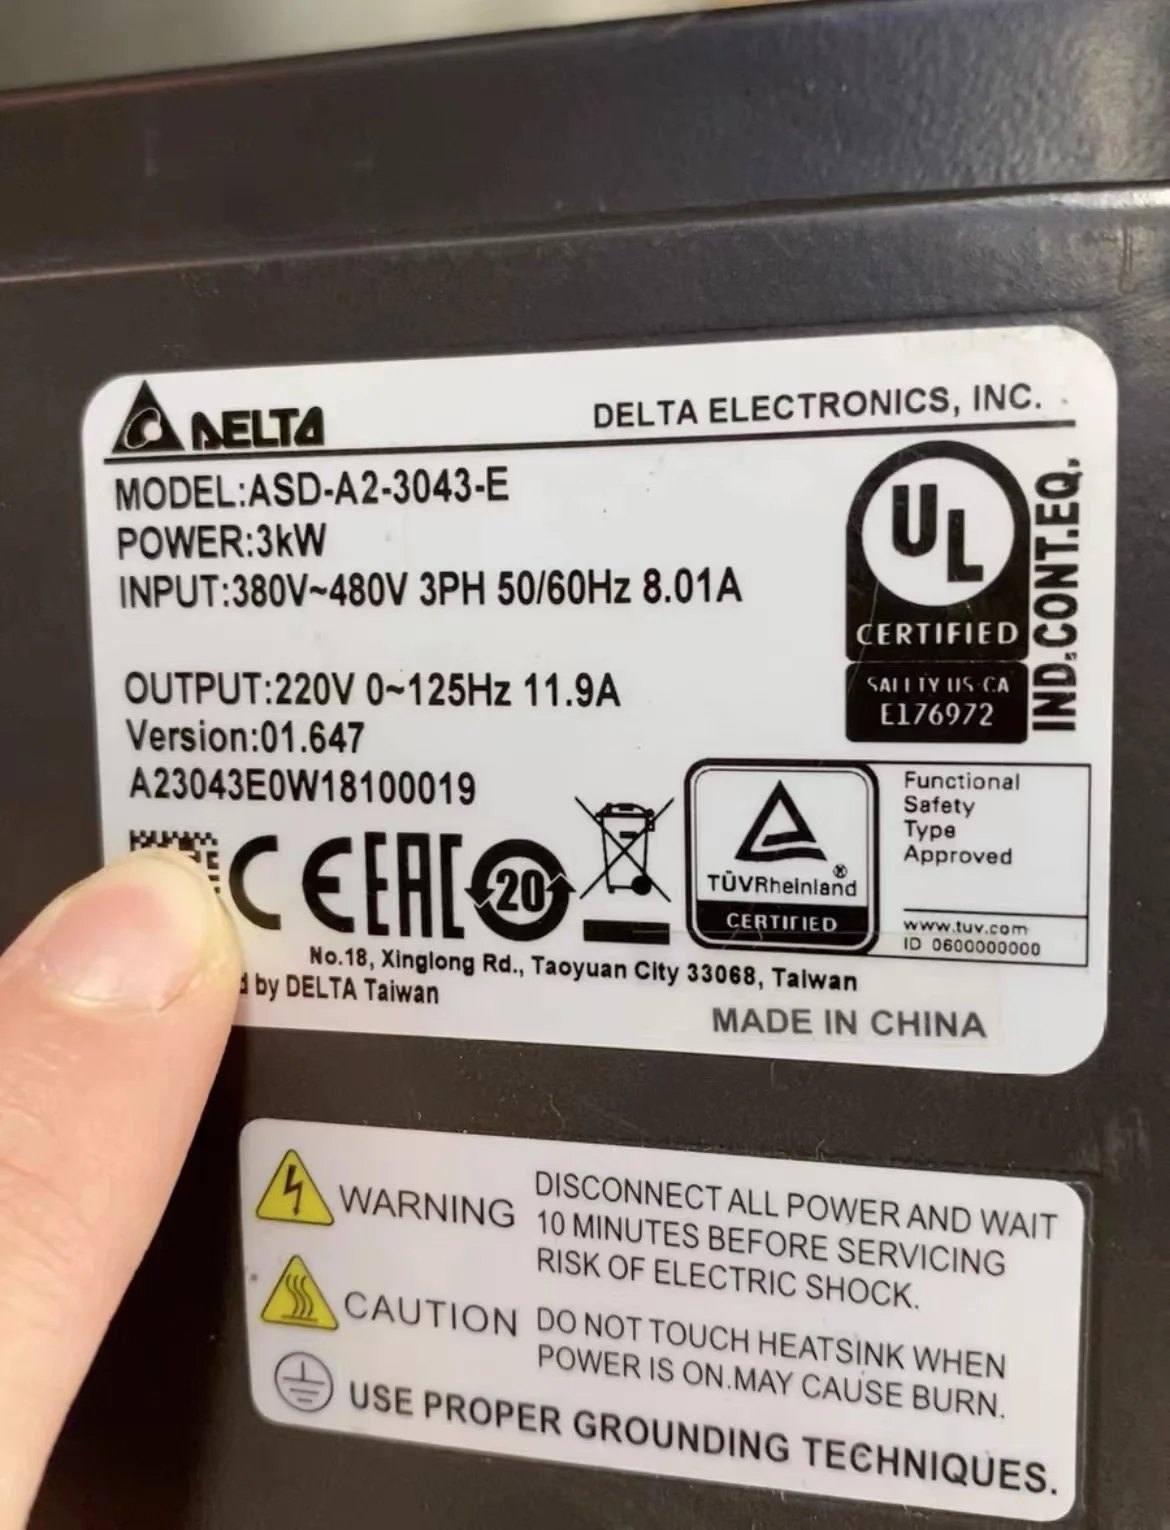 DELTA
DELTA ELECTRONICS, INC.
MODEL:ASD-A2-3043-E
POWER:3kW
INPUT:380V~480V 3PH 50/60Hz 8.01A
OUTPUT:220V 0~125Hz 11.9A
Version:01.647
A23043E0W18100019
UL
CERTIFIED
SAFETY US·CA
E176972
IND.CONT.EQ.
CE EAC 20
TÜVRheinland®
CERTIFIED
Functional
Safety
Type
Approved
www.tuv.com
ID 0600000000
No.18, Xinglong Rd., Taoyuan City 33068, Taiwan
by DELTA Taiwan
MADE IN CHINA
WARNING
DISCONNECT ALL POWER AND WAIT
10 MINUTES BEFORE SERVICING
RISK OF ELECTRIC SHOCK.
CAUTION
DO NOT TOUCH HEATSINK WHEN
POWER IS ON.MAY CAUSE BURN.
USE PROPER GROUNDING TECHNIQUES.